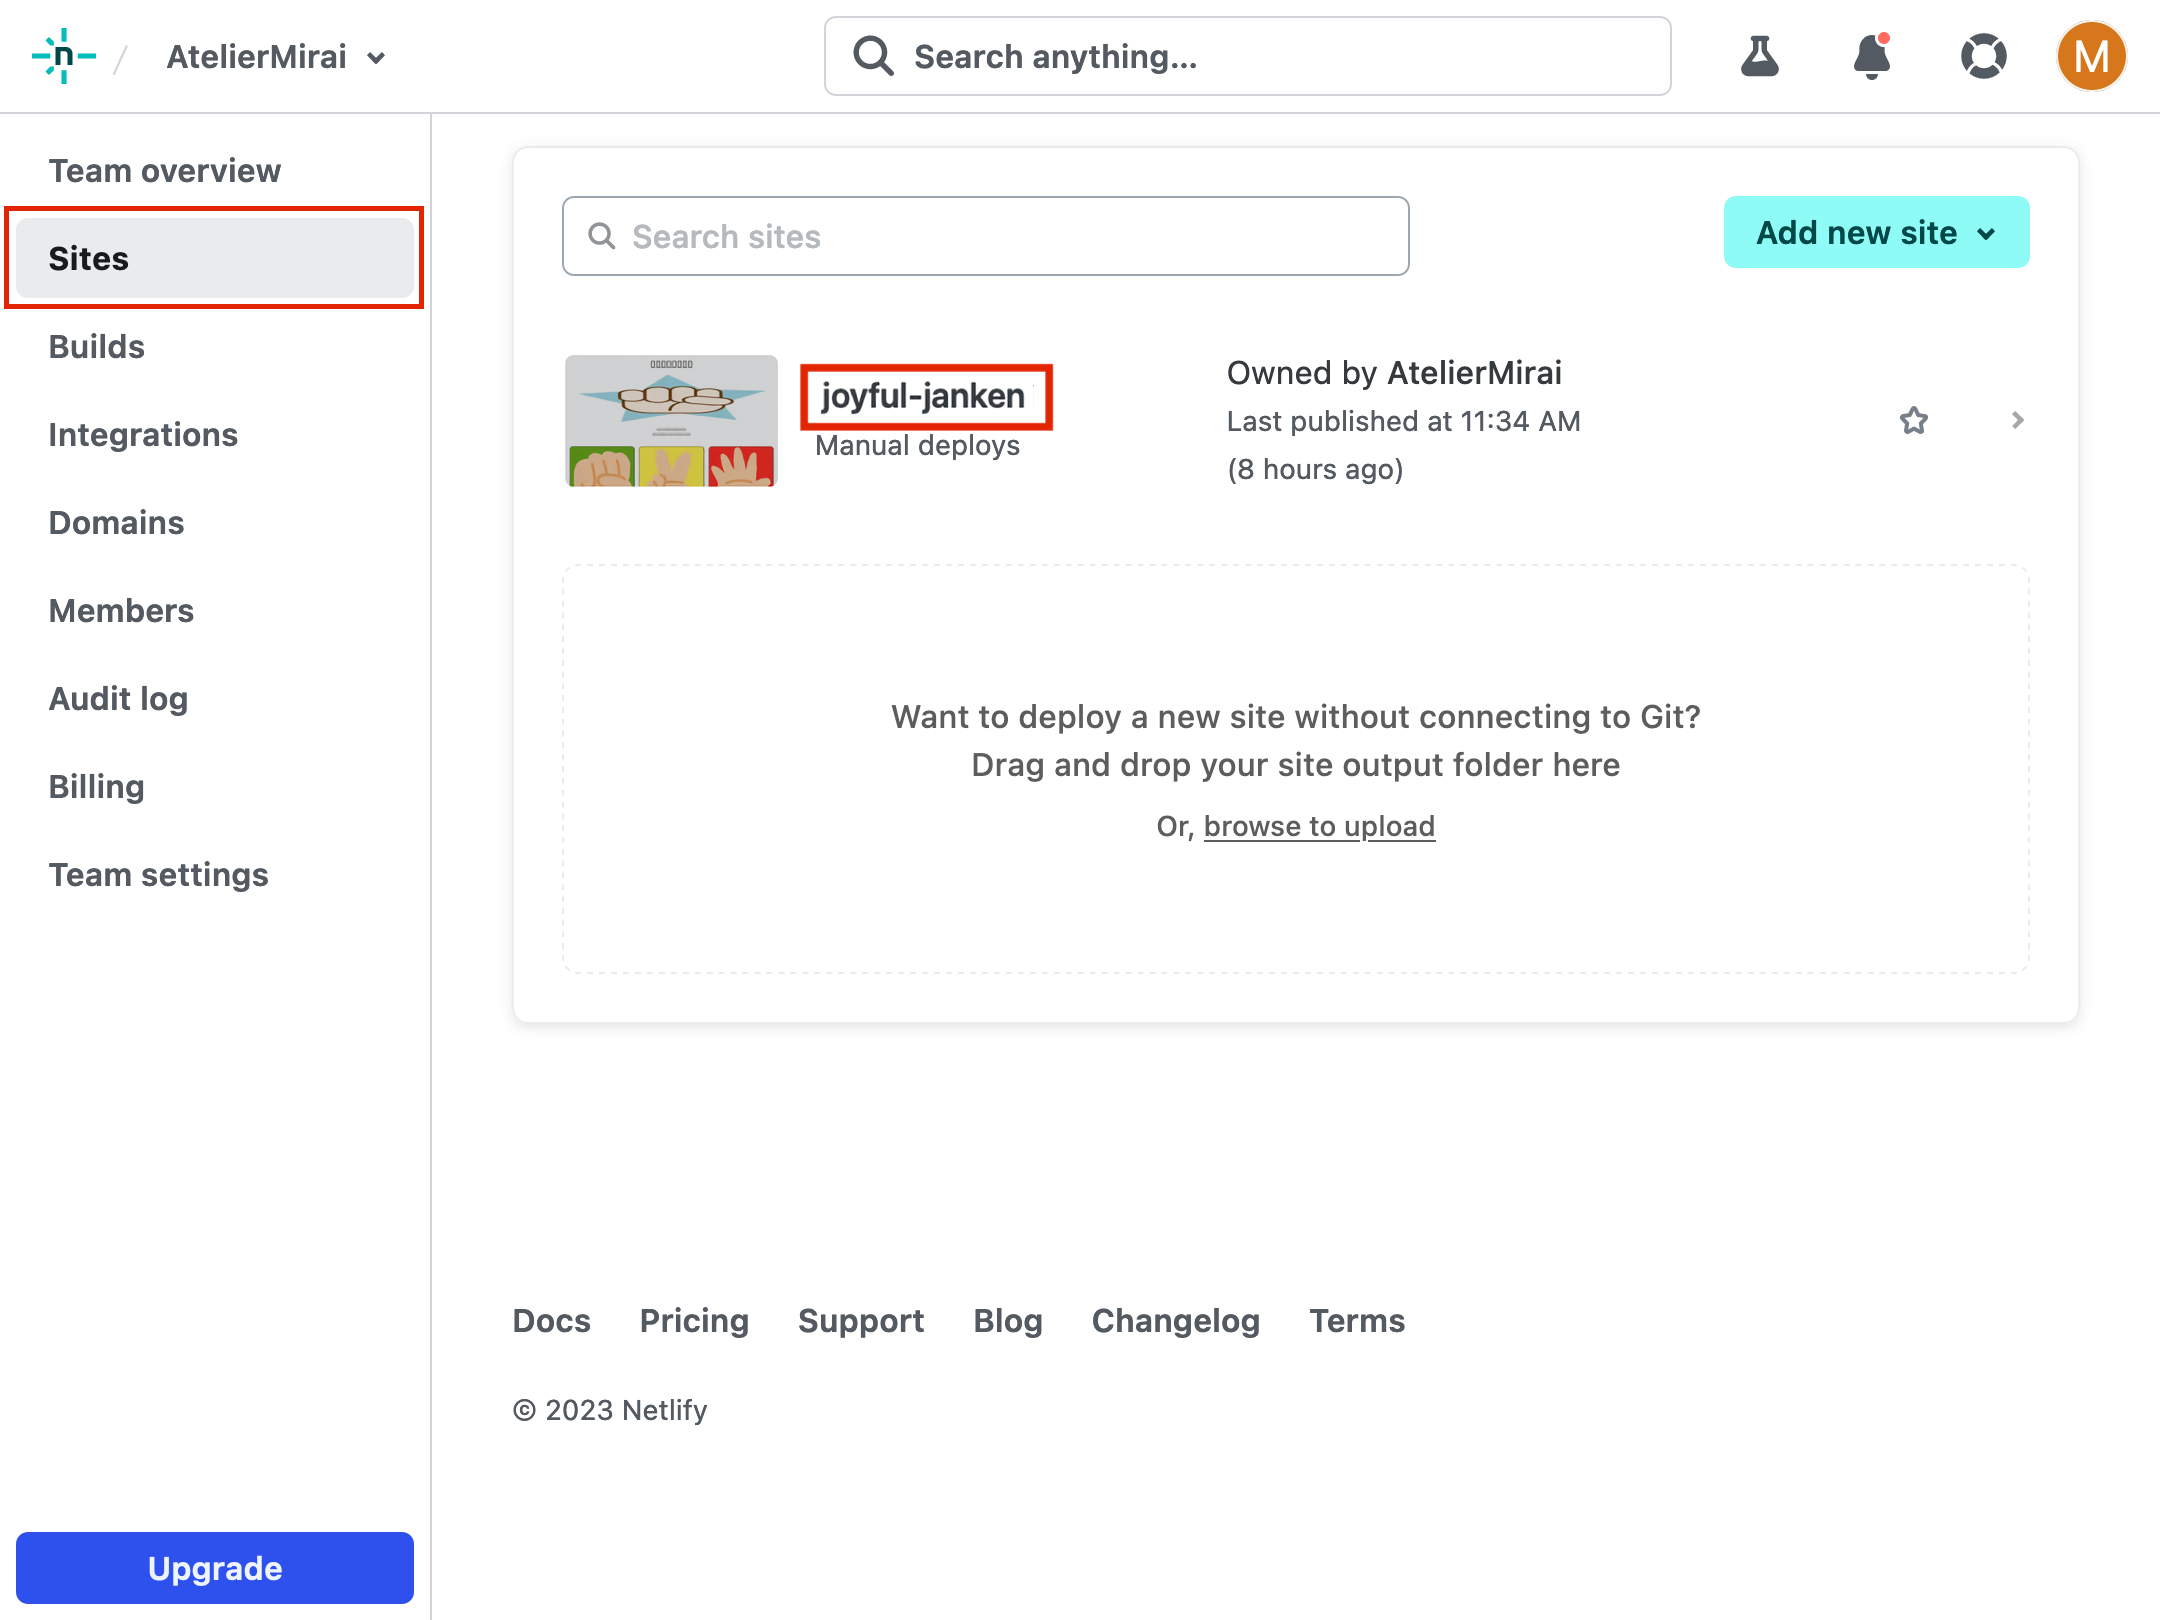 n / AtelierMirai
Search anything...
M
Team overview
Sites
Builds
Integrations
Domains
Members
Audit log
Billing
Team settings
Upgrade
Search sites
Add new site
joyful-janken
Manual deploys
Owned by AtelierMirai
Last published at 11:34 AM
(8 hours ago)
Want to deploy a new site without connecting to Git?
Drag and drop your site output folder here
Or, browse to upload
Docs Pricing Support Blog Changelog Terms
© 2023 Netlify